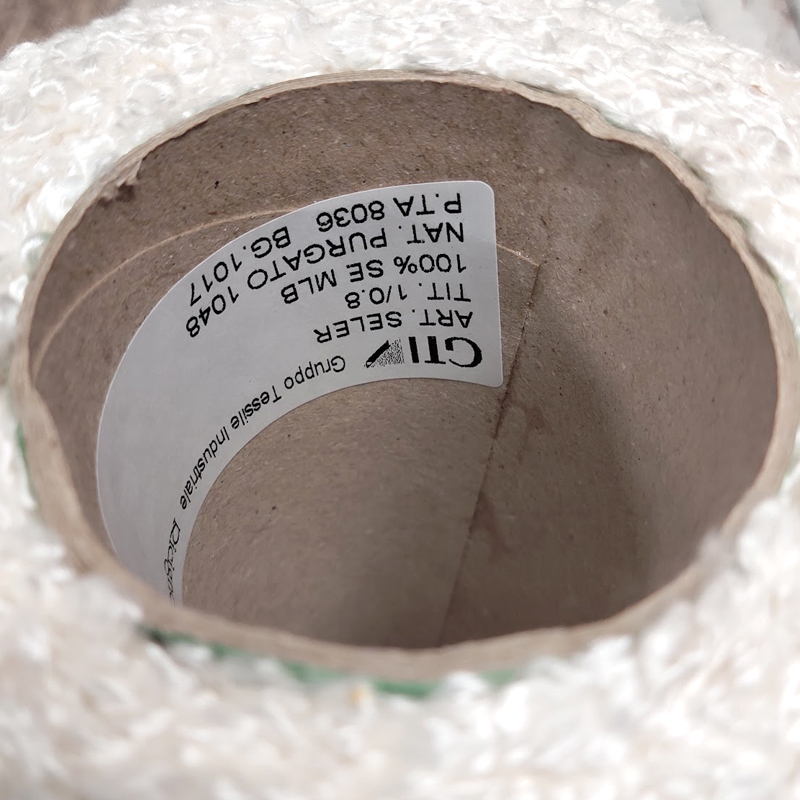 GTI Gruppo Tessile Industriale
ART. SELER
TIT. 1/0.8
100% SE MLB
NAT. PURGATO 1048
P.TA 8036 BG.1017